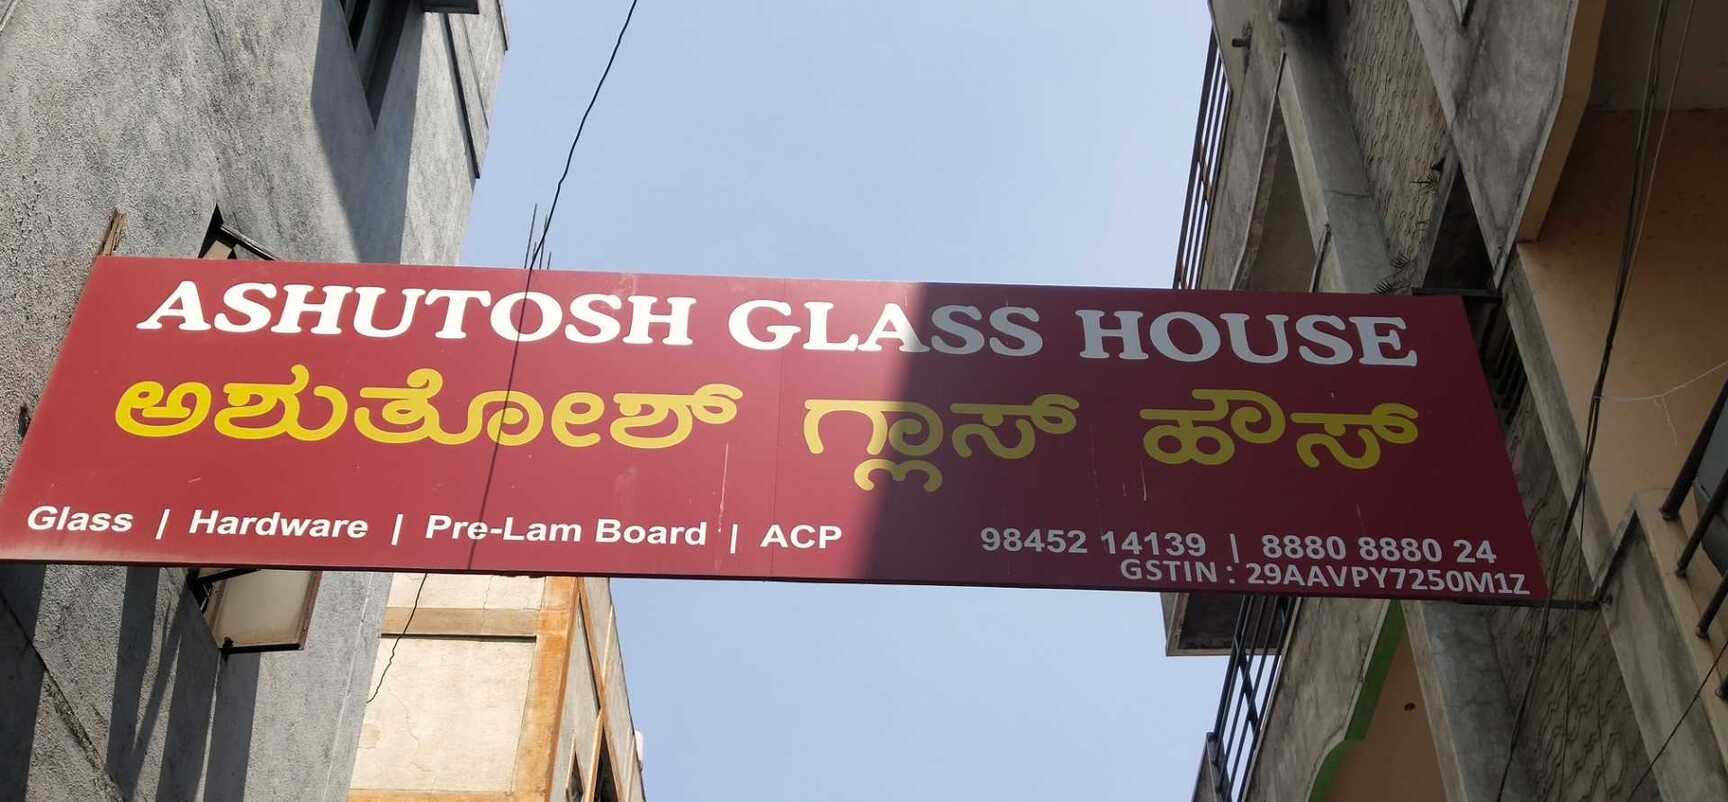 ASHUTOSH GLASS HOUSE
ಅಶುತೋಶ್ ಗ್ಲಾಸ್ ಹೌಸ್
Glass | Hardware | Pre-Lam Board | ACP
98452 14139 | 8880 8880 24
GSTIN : 29AAVPY7250M1Z